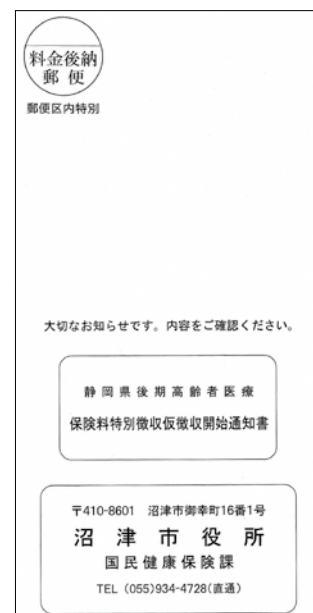 料金後納
郵便
郵便区内特別
大切なお知らせです。内容をご確認ください。
静岡県後期高齢者医療
保険料特別徴収仮徴収開始通知書
〒410-8601 沼津市御幸町16番1号
沼津市役所
国民健康保険課
TEL (055)934-4728(直通)